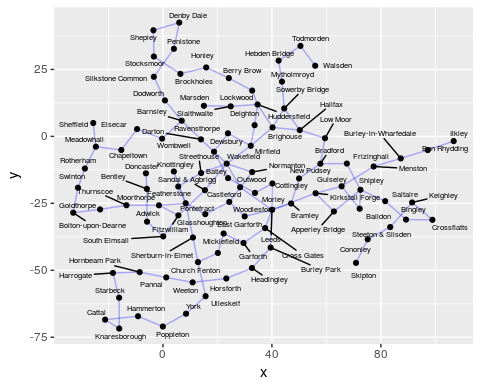 Denby Dale
Shepley
Penistone
Todmorden
Stocksmoor
Honley
Hebden Bridge
Walsden
Silkstone Common
Brockholes
Berry Brow
Mytholmroyd
Dodworth
Marsden
Lockwood
Sowerby Bridge
Barnsley
Slaithwaite
Deighton
Huddersfield
Halifax
Sheffield
Elsecar
Darton
Ravensthorpe
Low Moor
Meadowhall
Wombwell
Dewsbury
Mirfield
Brighouse
Bradford
Burley-In-Wharfedale
Ilkley
Ben Rhydding
Chapeltown
Streethouse
Wakefield
Frizinghall
Rotherham
Doncaster
Knottingley
Batley
Normanton
New Pudsey
Menston
Swinton
Bentley
Sandal & Agbrigg
Outwood
Cottingley
Guiseley
Shipley
Thurnscoe
Moorthorpe
Featherstone
Castleford
Kirkstall Forge
Saltaire
Keighley
Goldthorpe
Adwick
Pontefract
Woodlesford
Bramley
Baildon
Bingley
Bolton-upon-Dearne
Fitzwilliam
Glasshoughton
East Garforth
Apperley Bridge
Steeton & Silsden
Crossflatts
South Elmsall
Micklefield
Leeds
Cononley
Hornbeam Park
Sherburn-in-Elmet
Garforth
Cross Gates
Harrogate
Church Fenton
Headingley
Burley Park
Skipton
Starbeck
Pannal
Weeton
Horsforth
Ulleskelf
Cattal
Hammerton
York
Knaresborough
Poppleton
25
0
-25
-50
-75
y
0
40
80
x